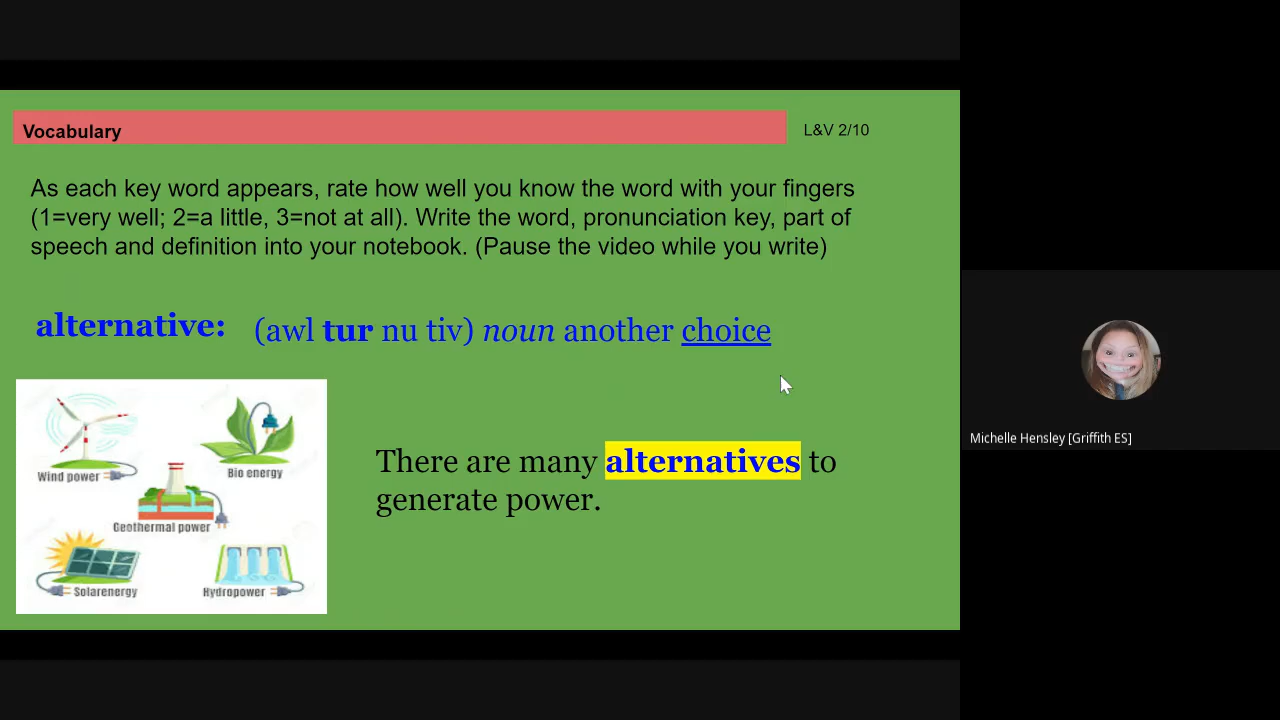 Vocabulary
L&V 2/10
As each key word appears, rate how well you know the word with your fingers
(1=very well; 2=a little, 3=not at all). Write the word, pronunciation key, part of
speech and definition into your notebook. (Pause the video while you write)
alternative: (awl tur nu tiv) noun another choice
Wind power
Bio energy
Geothermal power
Solarenergy
Hydropower
There are many alternatives to
generate power.
Michelle Hensley [Griffith ES]